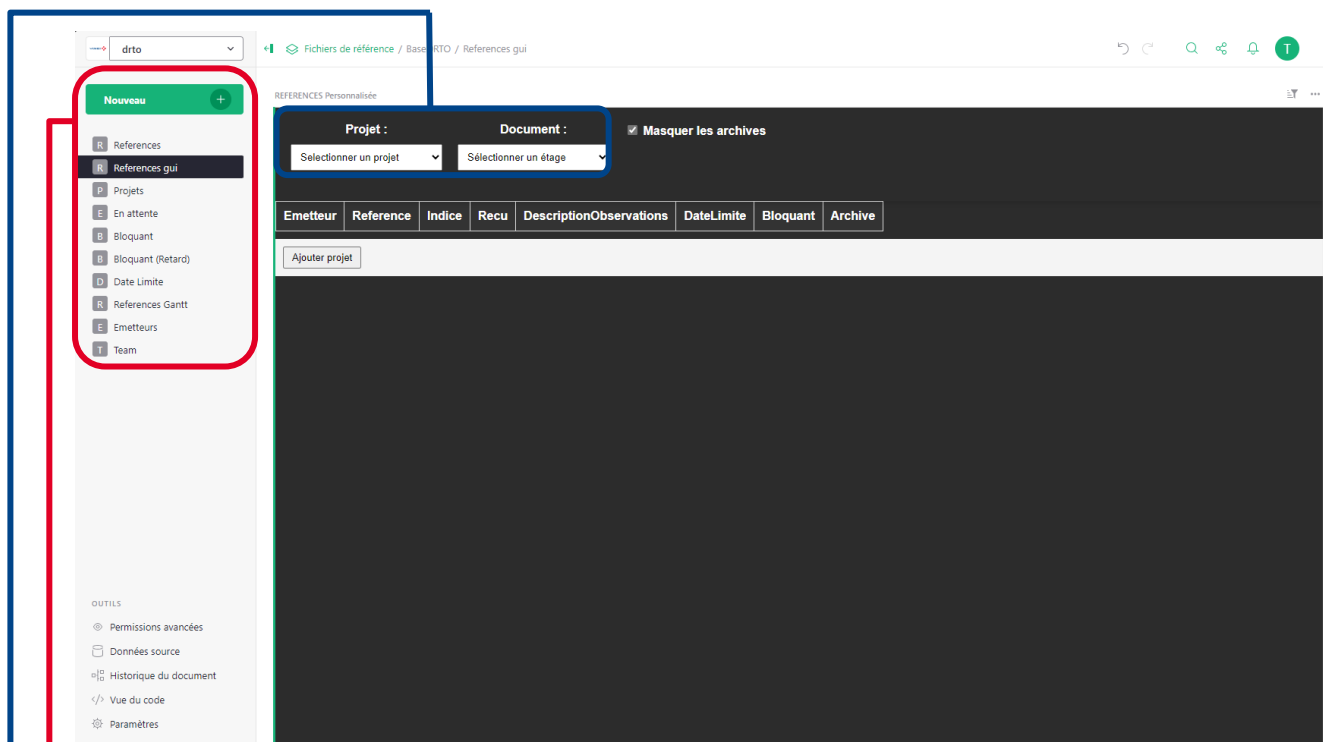 drto
Fichiers de référence / Base DRTO / References gui
T
Nouveau +
REFERENCES Personnalisée
Projet : Document : Masquer les archives
Selectionner un projet Sélectionner un étage
R References
R References gui
P Projets
E En attente
B Bloquant
B Bloquant (Retard)
D Date Limite
R References Gantt
E Emetteurs
T Team
Emetteur Reference Indice Recu DescriptionObservations DateLimite Bloquant Archive
Ajouter projet
OUTILS
Permissions avancées
Données source
Historique du document
Vue du code
Paramètres